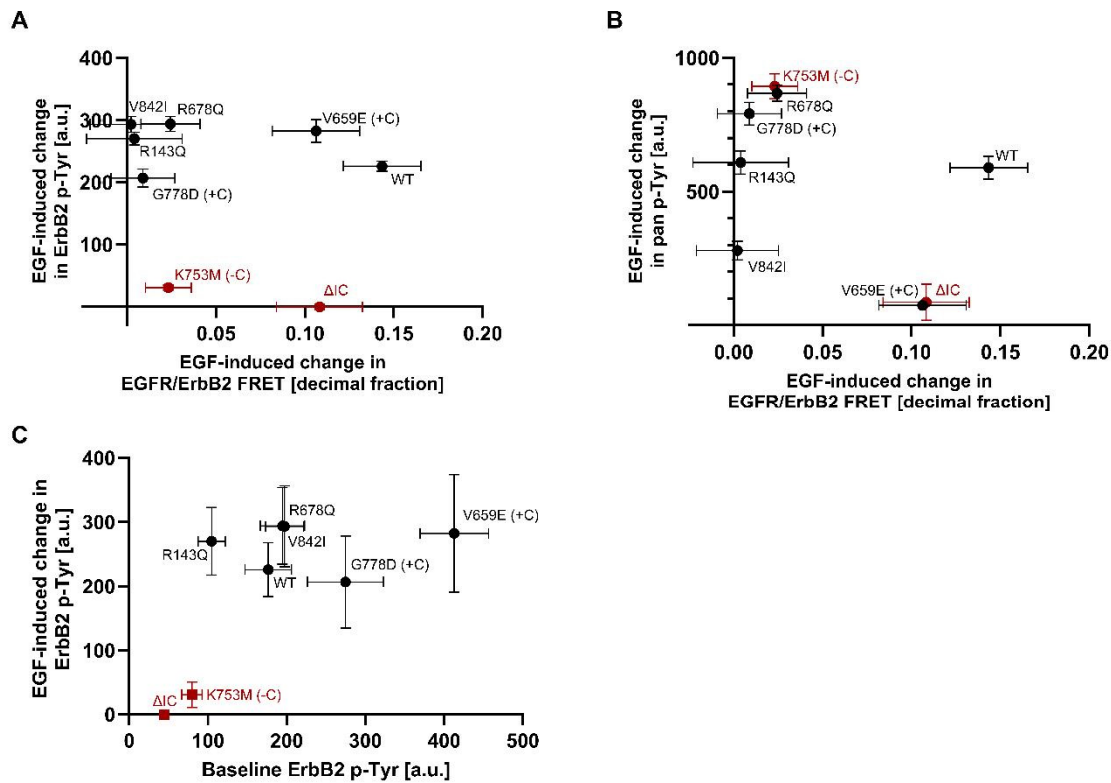 A
EGF-induced change
in ErbB2 p-Tyr [a.u.]
400
300
200
100
V842I
R678Q
R143Q
G778D (+C)
V659E (+C)
WT
K753M (-C)
ΔIC
0.05
0.10
0.15
0.20
EGF-induced change in
EGFR/ErbB2 FRET [decimal fraction]
B
EGF-induced change
in pan p-Tyr [a.u.]
1000
500
K753M (-C)
R678Q
G778D (+C)
R143Q
WT
V842I
V659E (+C)
ΔIC
0.00
0.05
0.10
0.15
0.20
EGF-induced change in
EGFR/ErbB2 FRET [decimal fraction]
C
EGF-induced change in
ErbB2 p-Tyr [a.u.]
400
300
200
100
0
R143Q
R678Q
V842I
WT
G778D (+C)
V659E (+C)
ΔIC
K753M (-C)
0
100
200
300
400
500
Baseline ErbB2 p-Tyr [a.u.]